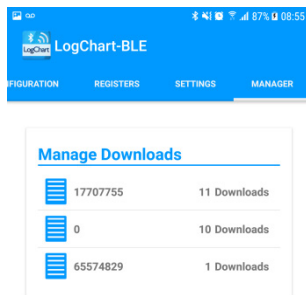 87% 08:55
LogChart
LogChart-BLE
NFIGURATION REGISTERS SETTINGS MANAGER
Manage Downloads
17707755 11 Downloads
0 10 Downloads
65574829 1 Downloads